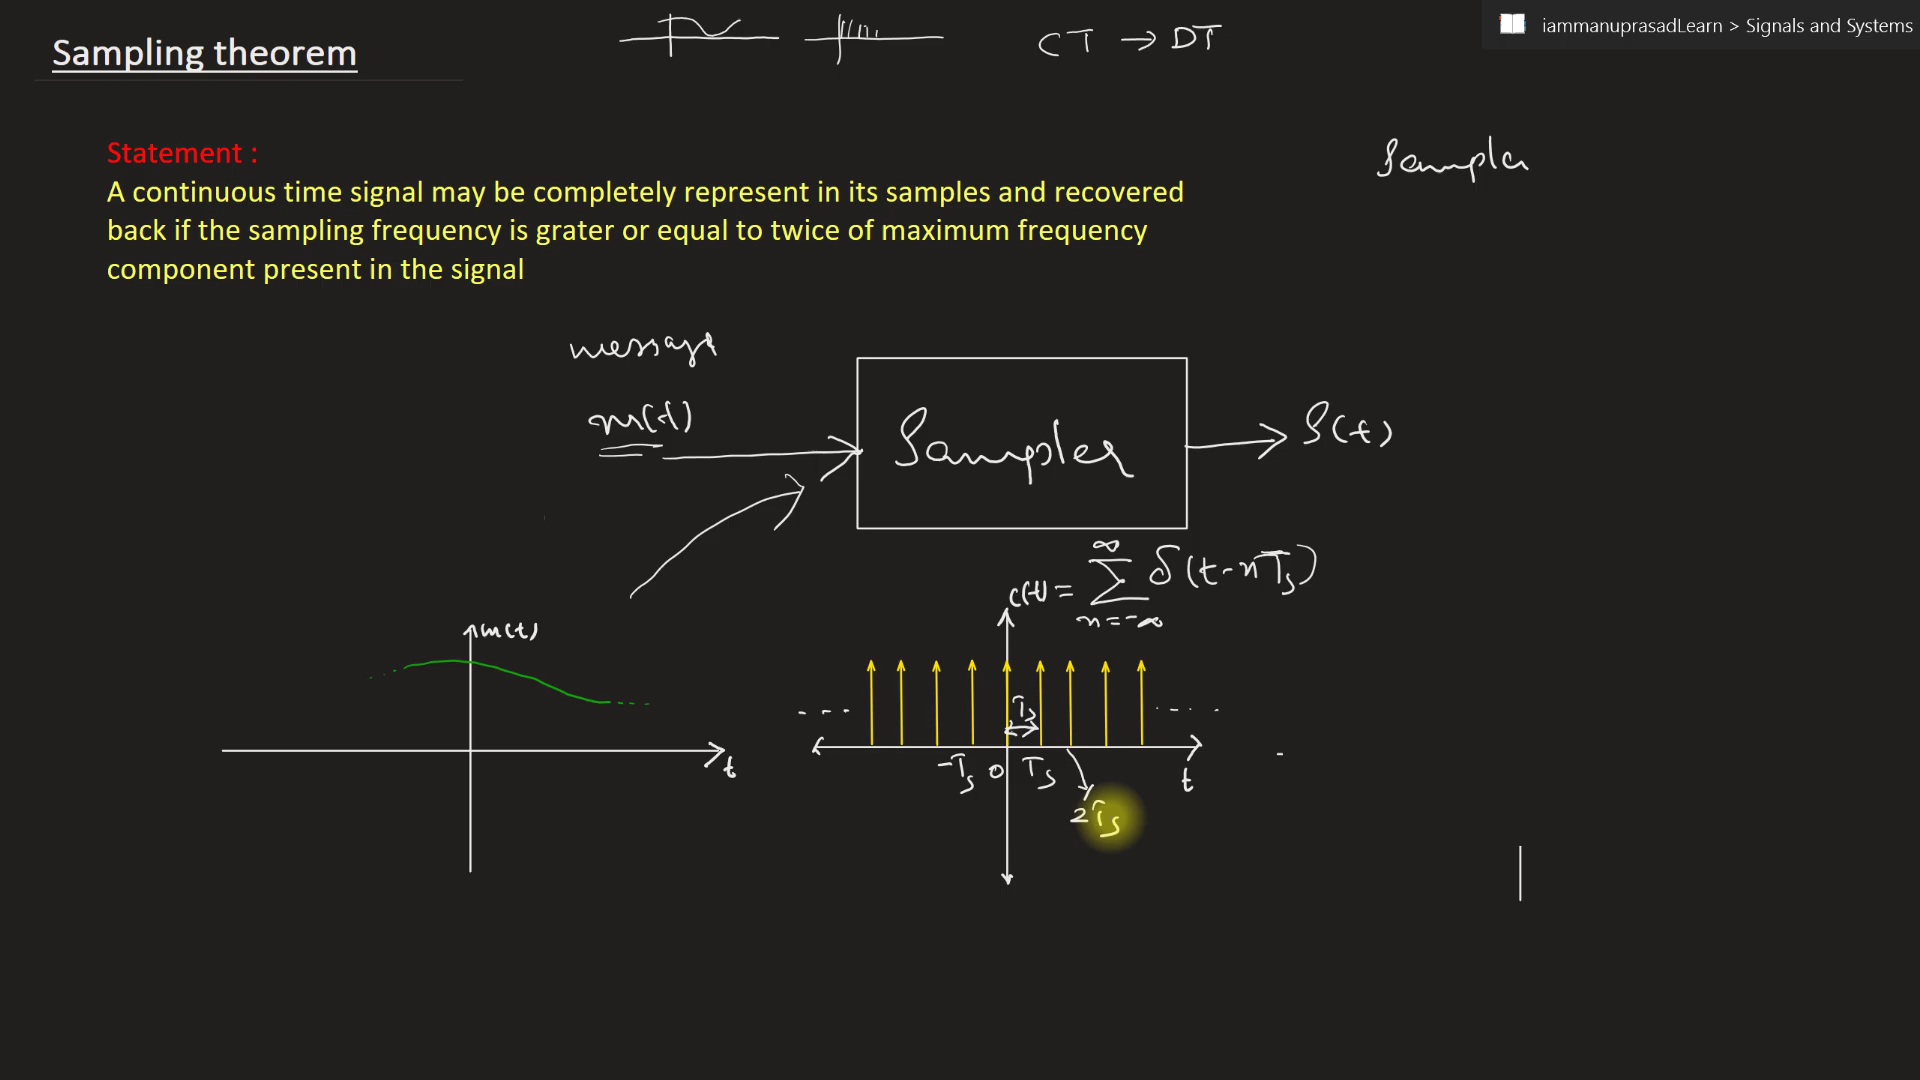 iammanuprasadLearn > Signals and Systems
Sampling theorem
CT → DT
Statement :
A continuous time signal may be completely represent in its samples and recovered
back if the sampling frequency is grater or equal to twice of maximum frequency
component present in the signal
Sampler
message
m(t)
Sampler
S(t)
c(t) = ∞ Σ n=-∞ δ(t-nTs)
m(t)
t
Ts
-Ts 0 Ts
t
2Ts